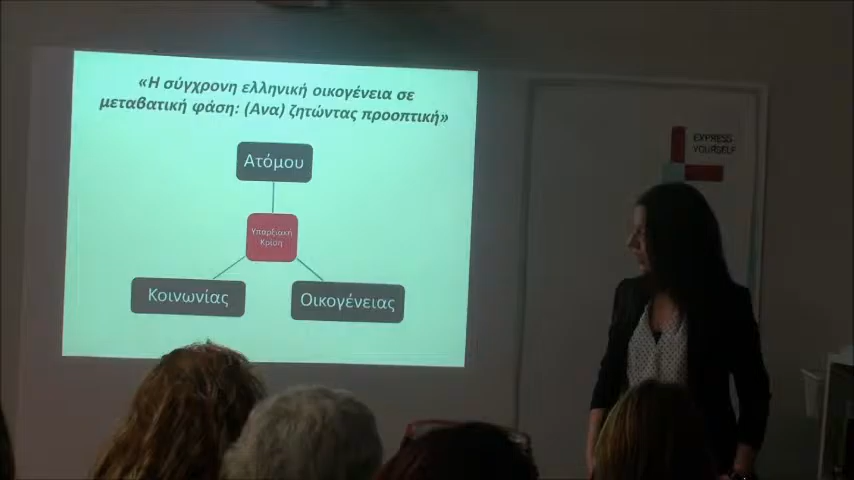 «Η σύγχρονη ελληνική οικογένεια σε
μεταβατική φάση: (Ανα) ζητώντας προοπτική»
Ατόμου
Υπαρξιακή
Κρίση
Κοινωνίας
Οικογένειας
EXPRESS
YOURSELF